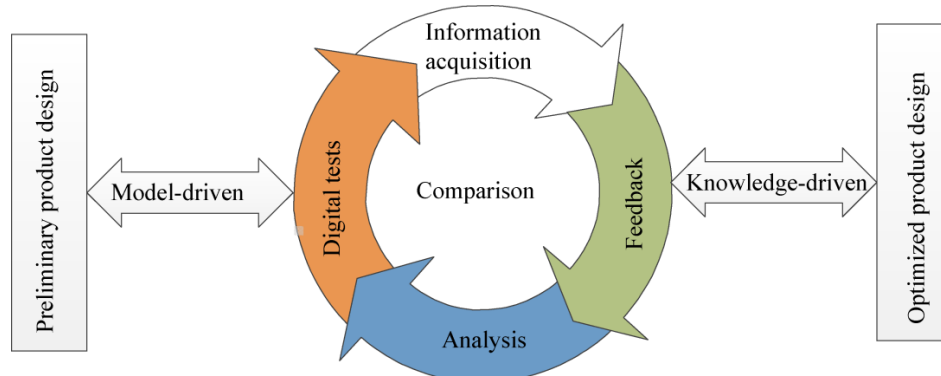 Preliminary product design
Model-driven
Digital tests
Information
acquisition
Comparison
Analysis
Feedback
Knowledge-driven
Optimized product design